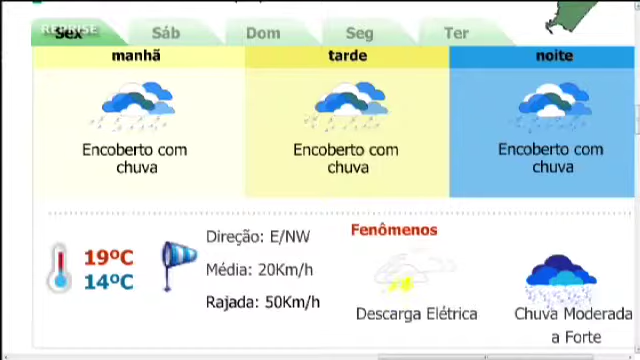 REPRISE
Sex Sáb Dom Seg Ter
manhã tarde noite
Encoberto com chuva
Encoberto com chuva
Encoberto com chuva
19ºC
14ºC
Direção: E/NW
Média: 20Km/h
Rajada: 50Km/h
Fenômenos
Descarga Elétrica
Chuva Moderada
a Forte